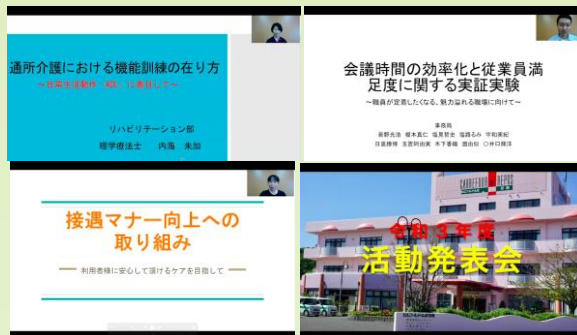 通所介護における機能訓練の在り方
～日常生活動作（ADL）に着目して～
リハビリテーション部
理学療法士 内海 朱加
会議時間の効率化と従業員満
足度に関する実証実験
～職員が定着したくなる、魅力溢れる職場に向けて～
事務局
接遇マナー向上への
取り組み
利用者様に安心して頂けるケアを目指して
令和３年度
活動発表会